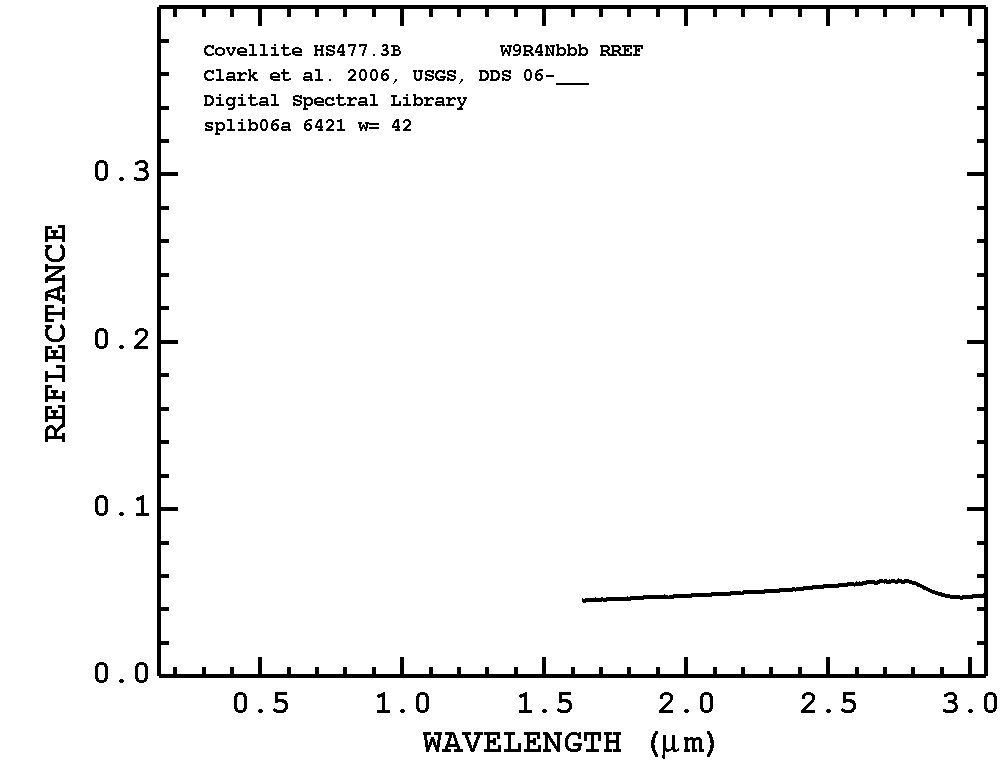 Covellite HS477.3B W9R4Nbbb RREF
Clark et al. 2006, USGS, DDS 06-___
Digital Spectral Library
splib06a 6421 w= 42
0.3
0.2
0.1
0.0
REFLECTANCE
0.5 1.0 1.5 2.0 2.5 3.0
WAVELENGTH (μm)